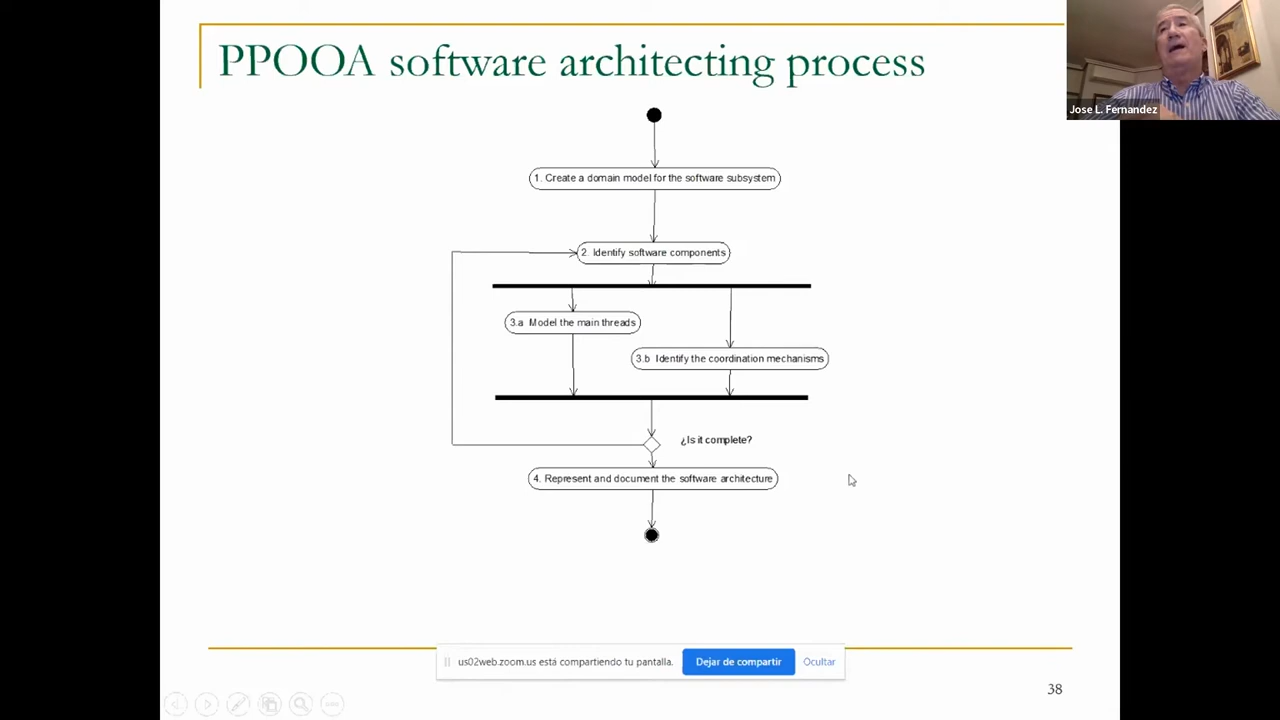 PPOOA software architecting process
Jose L. Fernandez
1. Create a domain model for the software subsystem
2. Identify software components
3.a Model the main threads
3.b Identify the coordination mechanisms
¿Is it complete?
4. Represent and document the software architecture
us02web.zoom.us está compartiendo tu pantalla. Dejar de compartir Ocultar
38